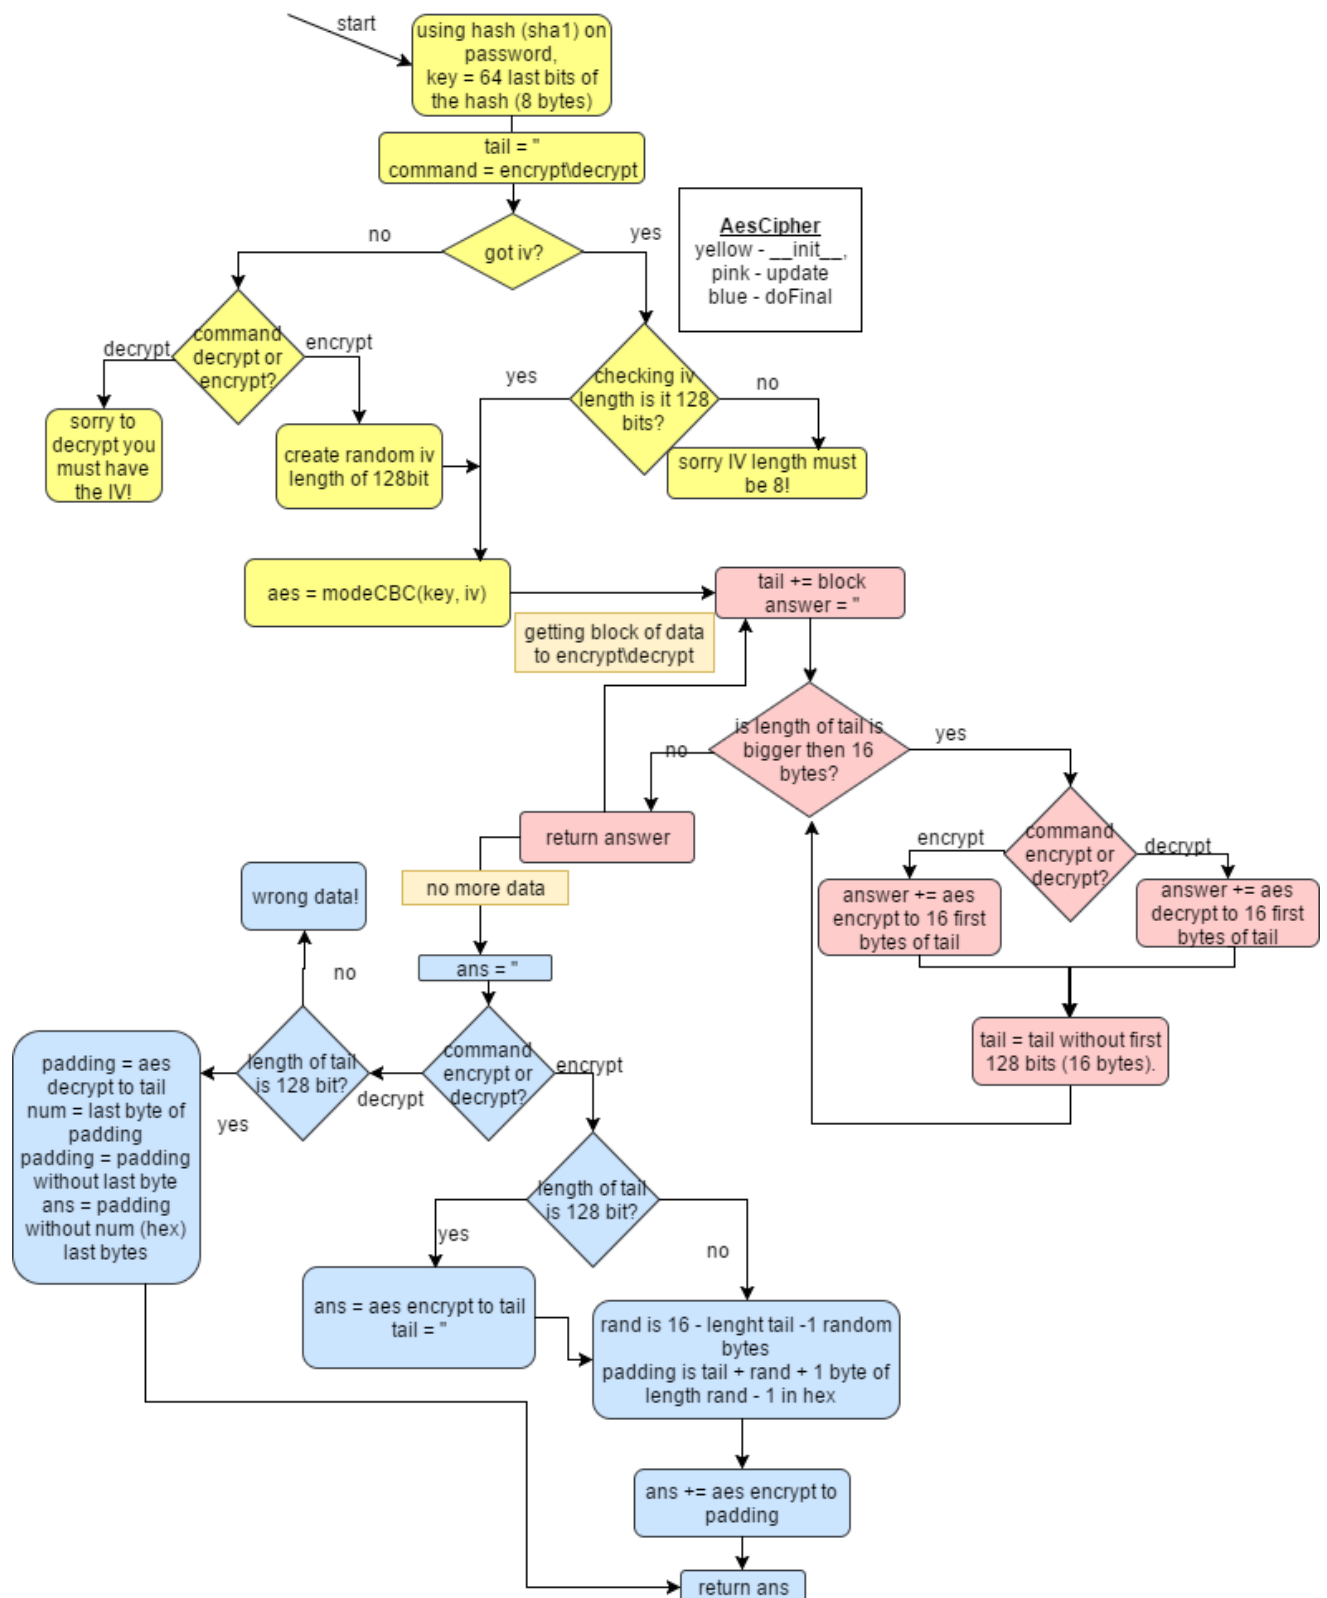 start
using hash (sha1) on
password,
key = 64 last bits of
the hash (8 bytes)
tail = "
command = encrypt\decrypt
AesCipher
yellow - __init__,
pink - update
blue - doFinal
no
got iv?
yes
command
decrypt or
encrypt?
decrypt
encrypt
checking iv
length is it 128
bits?
yes
no
sorry to
decrypt you
must have
the IV!
create random iv
length of 128bit
sorry IV length must
be 8!
aes = modeCBC(key, iv)
getting block of data
to encrypt\decrypt
tail += block
answer = "
is length of tail is
bigger then 16
bytes?
no
yes
return answer
command
encrypt or
decrypt?
encrypt
decrypt
answer += aes
encrypt to 16 first
bytes of tail
answer += aes
decrypt to 16 first
bytes of tail
tail = tail without first
128 bits (16 bytes).
no more data
wrong data!
ans = "
no
command
encrypt or
decrypt?
encrypt
decrypt
length of tail
is 128 bit?
yes
padding = aes
decrypt to tail
num = last byte of
padding
padding = padding
without last byte
ans = padding
without num (hex)
last bytes
length of tail
is 128 bit?
yes
no
ans = aes encrypt to tail
tail = "
rand is 16 - lenght tail -1 random
bytes
padding is tail + rand + 1 byte of
length rand - 1 in hex
ans += aes encrypt to
padding
return ans